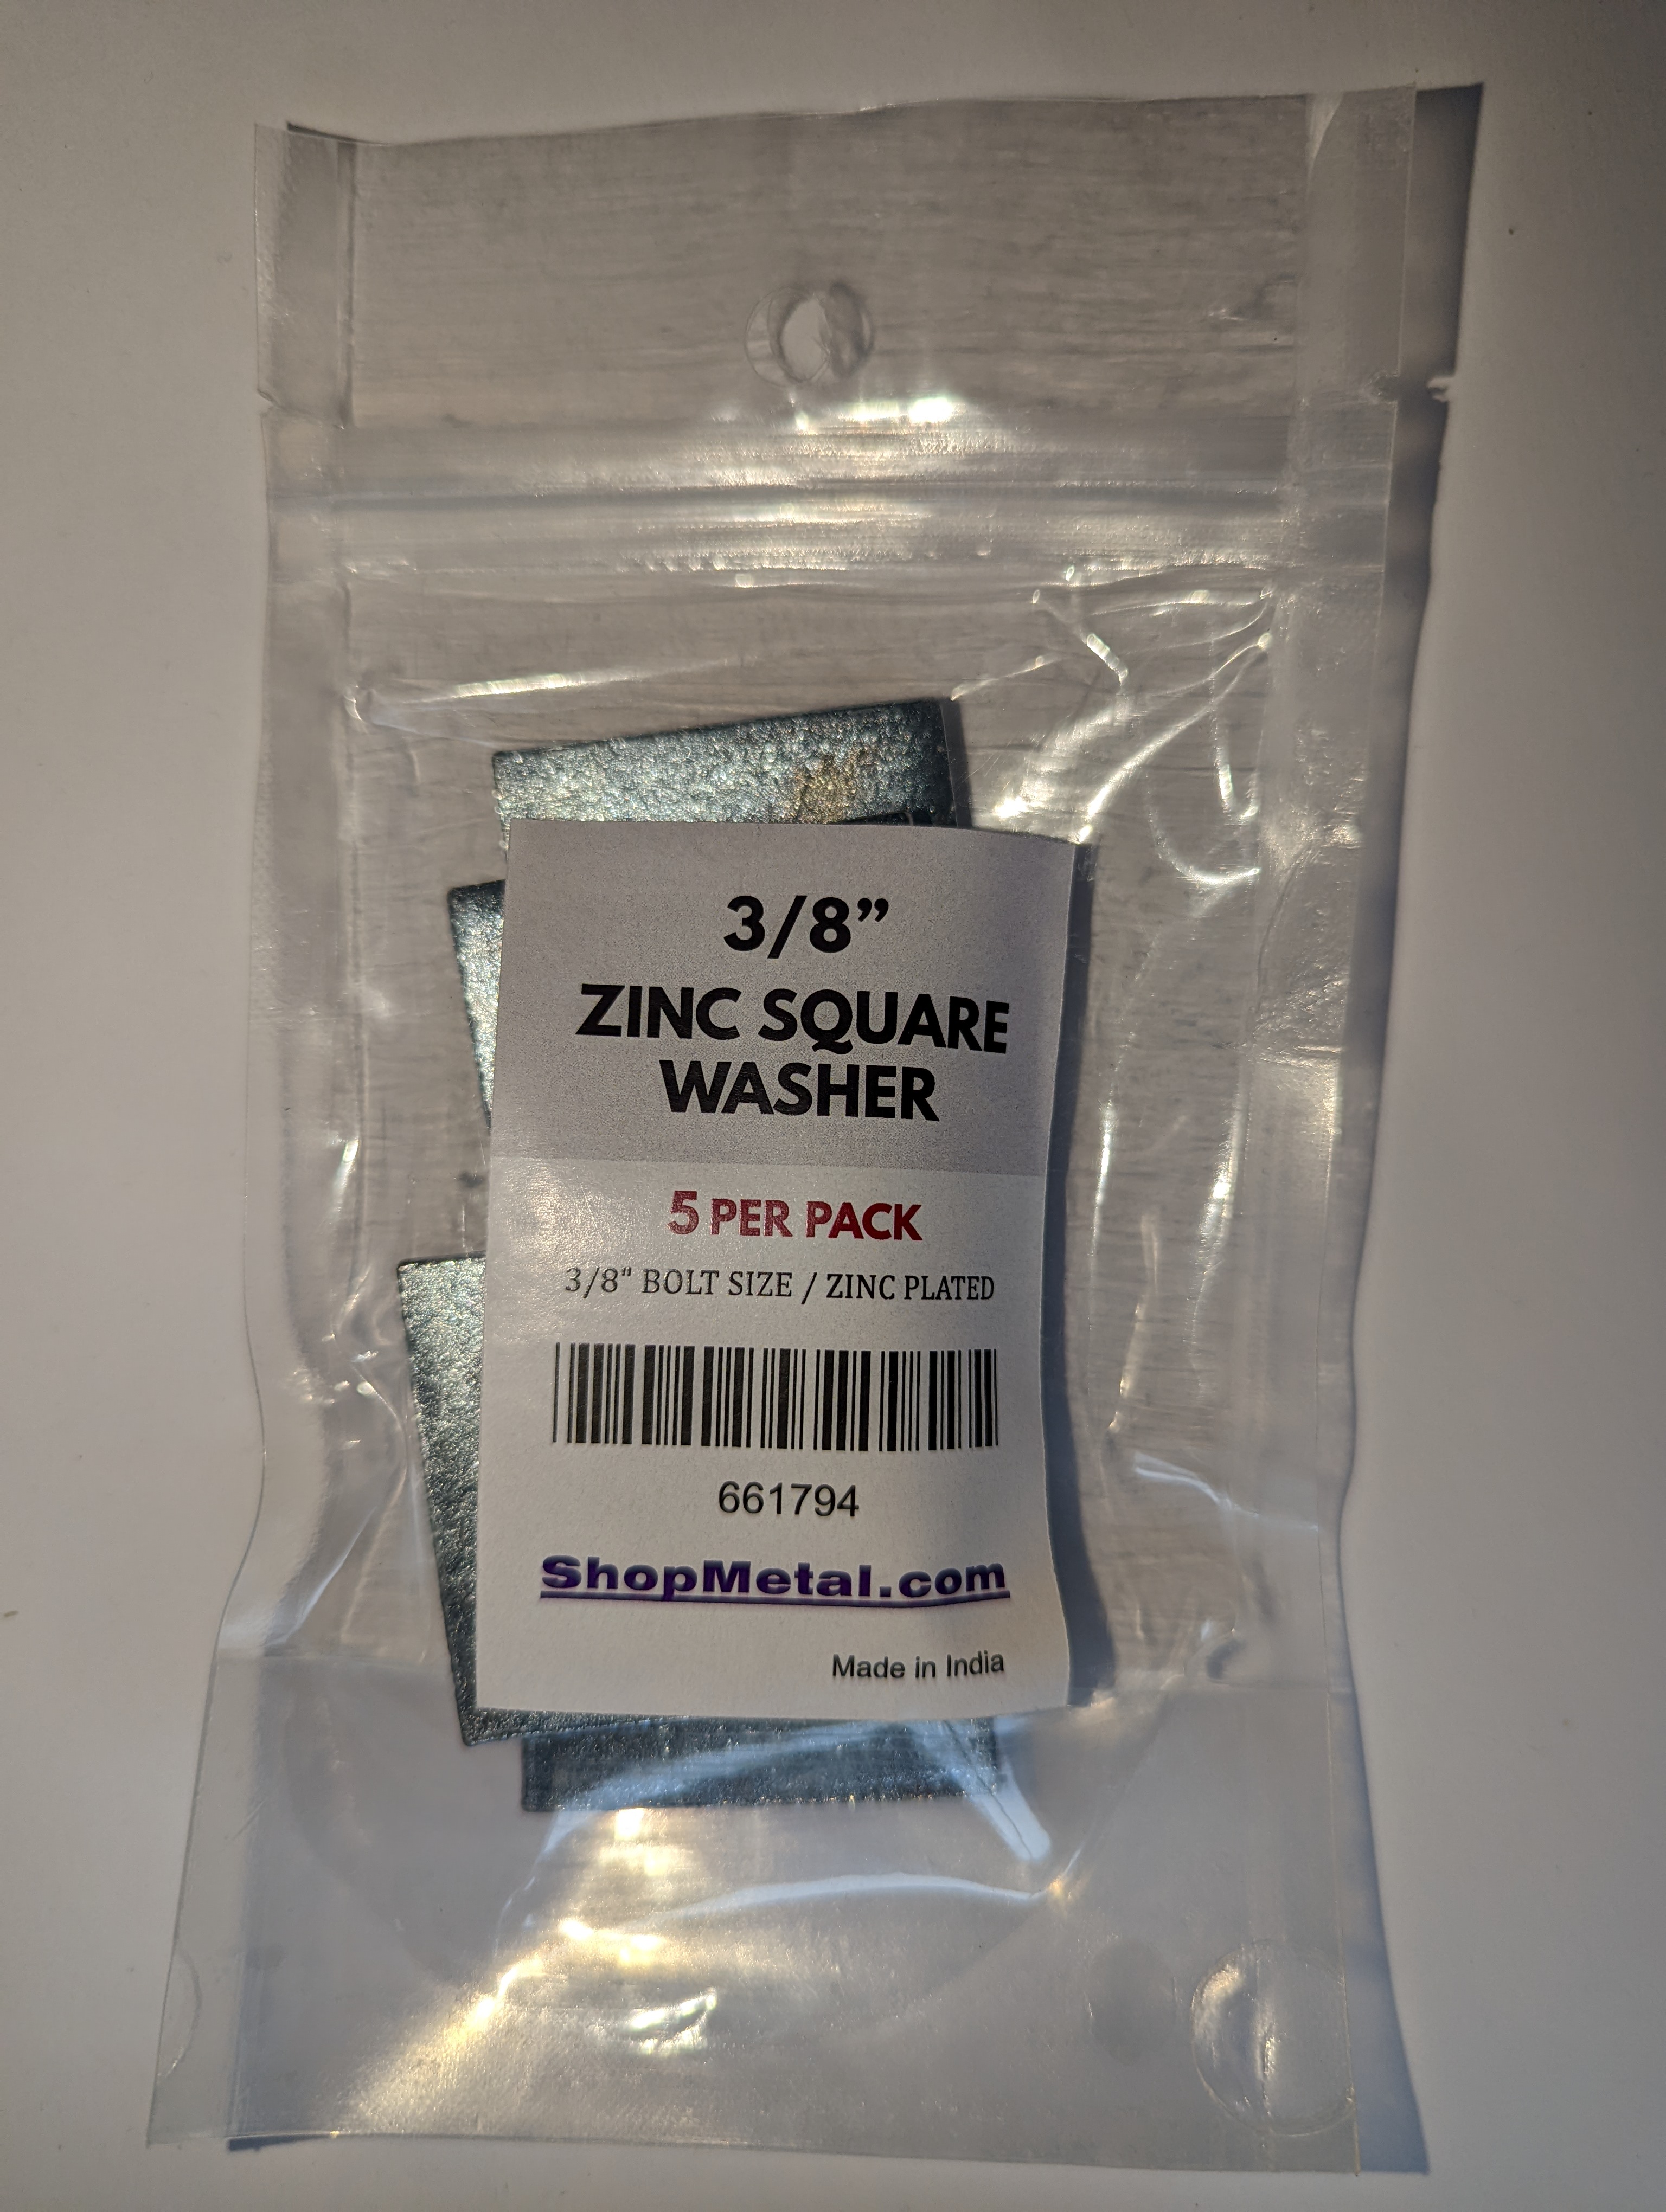 3/8”
ZINC SQUARE
WASHER
5 PER PACK
3/8" BOLT SIZE / ZINC PLATED
661794
ShopMetal.com
Made in India